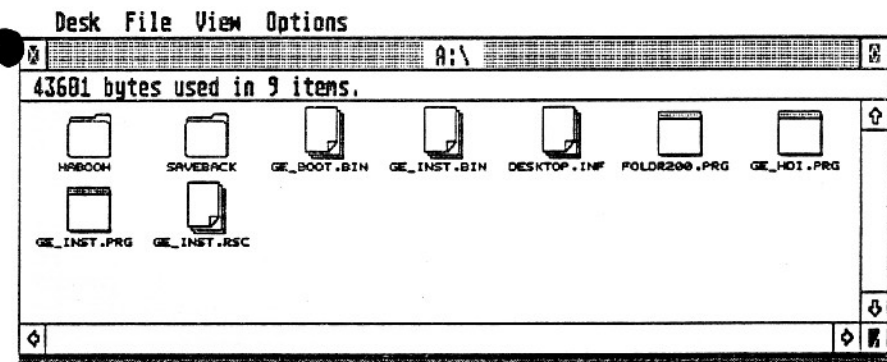 Desk File View Options
A:\
43601 bytes used in 9 items.
HABOOH SAVEBACK GE_BOOT.BIN GE_INST.BIN DESKTOP.INF FOLDR200.PRG GE_HDI.PRG
GE_INST.PRG GE_INST.RSC